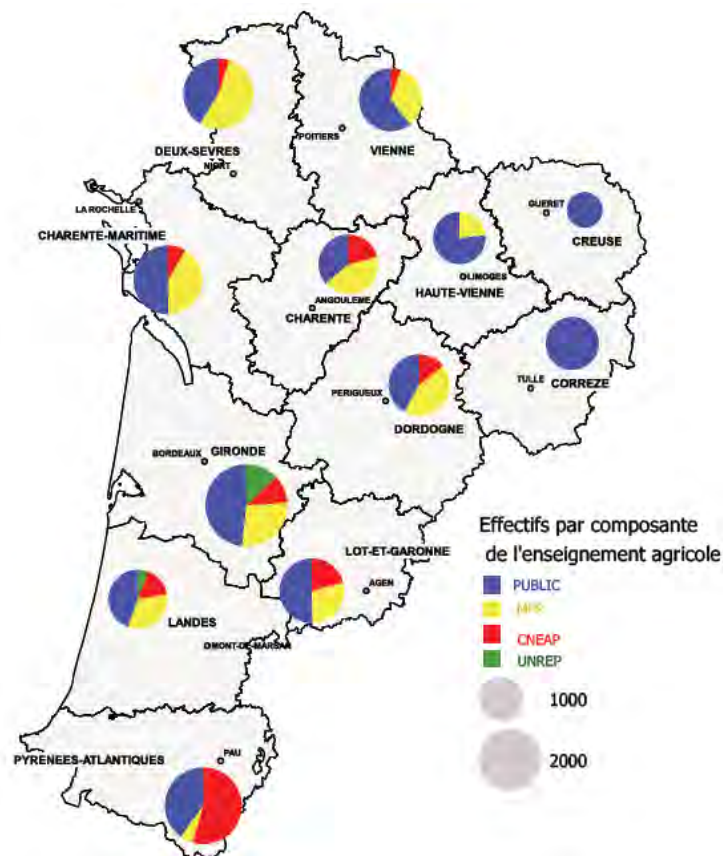 DEUX-SEVRES
NIORT
POITIERS
VIENNE
LA ROCHELLE
CHARENTE-MARITIME
GUERET
CREUSE
LIMOGES
HAUTE-VIENNE
ANGOULEME
CHARENTE
TULLE
CORREZE
PERIGUEUX
DORDOGNE
BORDEAUX
GIRONDE
LOT-ET-GARONNE
AGEN
LANDES
MONT-DE-MARSAN
PYRENEES-ATLANTIQUES
PAU
Effectifs par composante
de l'enseignement agricole
PUBLIC
MFR
CNEAP
UNREP
1000
2000